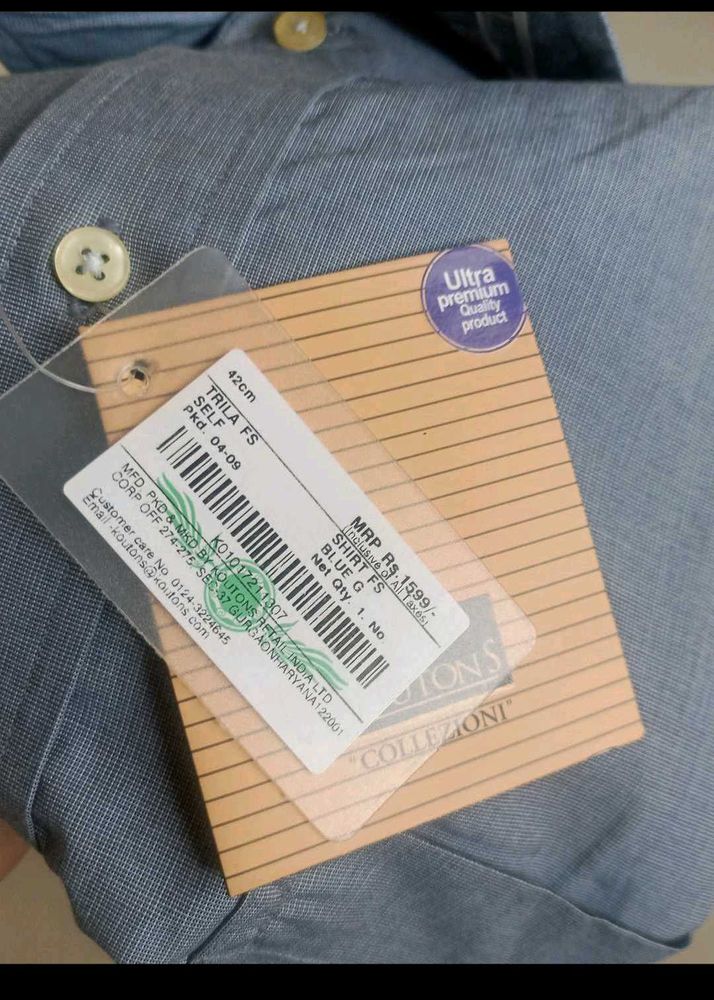 Ultra
premium
Quality
product
42cm
TRILA FS
SELF
Pkd. 04-09
MRP Rs.1599/-
(Inclusive of All Taxes)
SHIRT FS
BLUE G
Net Qty. 1. No
MFD PKD & MKD BY KOUTONS RETAIL INDIA LTD
CORP OFF SEC 37 GURGAON HARYANA 122001
Customer care No. 0124-3224645
Email -koutons@koutons.com
"COLLEZIONI"